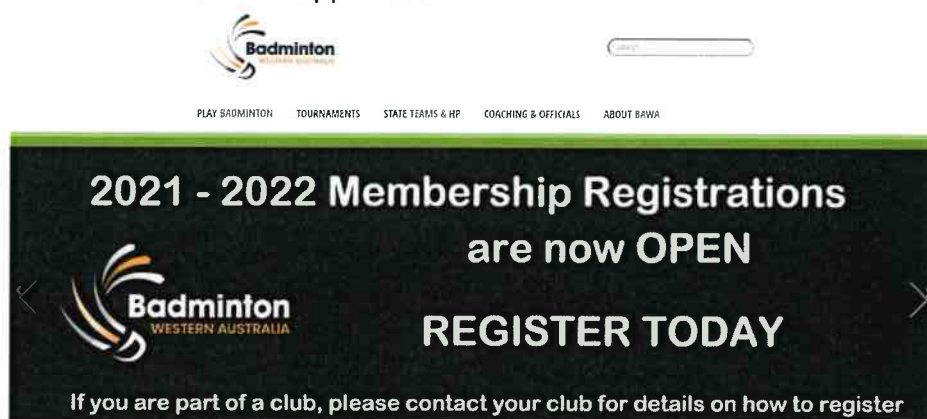 Badminton
WESTERN AUSTRALIA
PLAY BADMINTON TOURNAMENTS STATE TEAMS & HP COACHING & OFFICIALS ABOUT BAWA
2021 - 2022 Membership Registrations
are now OPEN
Badminton
WESTERN AUSTRALIA
REGISTER TODAY
If you are part of a club, please contact your club for details on how to register